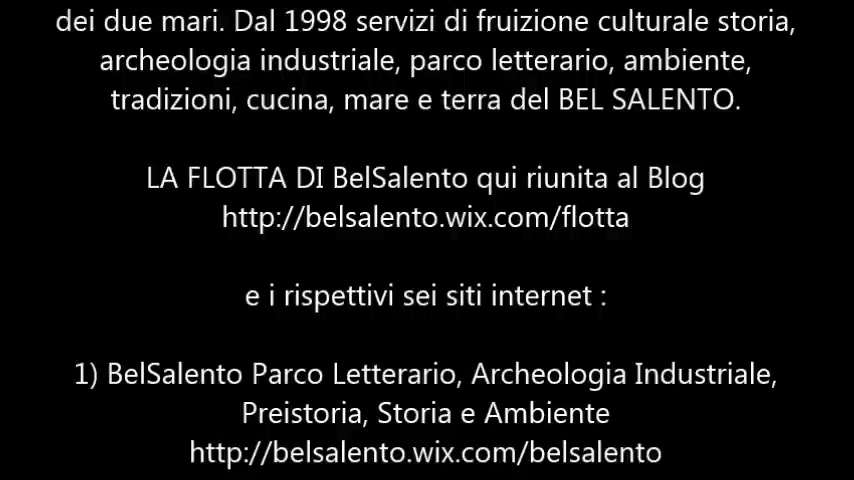 dei due mari. Dal 1998 servizi di fruizione culturale storia,
archeologia industriale, parco letterario, ambiente,
tradizioni, cucina, mare e terra del BEL SALENTO.
LA FLOTTA DI BelSalento qui riunita al Blog
http://belsalento.wix.com/flotta
e i rispettivi sei siti internet :
1) BelSalento Parco Letterario, Archeologia Industriale,
Preistoria, Storia e Ambiente
http://belsalento.wix.com/belsalento